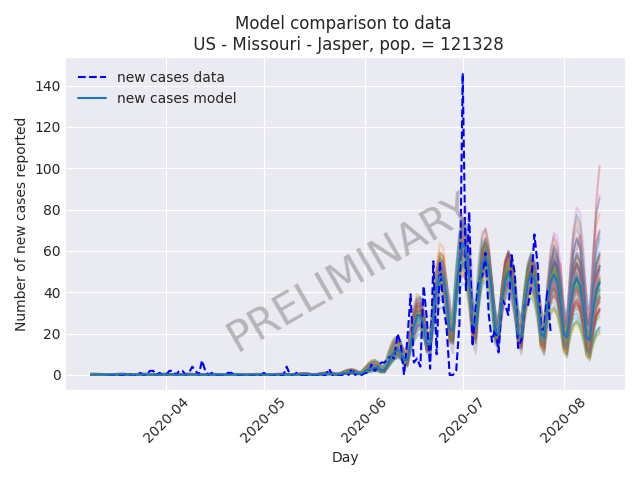 Model comparison to data
US - Missouri - Jasper, pop. = 121328
new cases data
new cases model
Number of new cases reported
140
120
100
80
60
40
20
0
PRELIMINARY
2020-04
2020-05
2020-06
2020-07
2020-08
Day